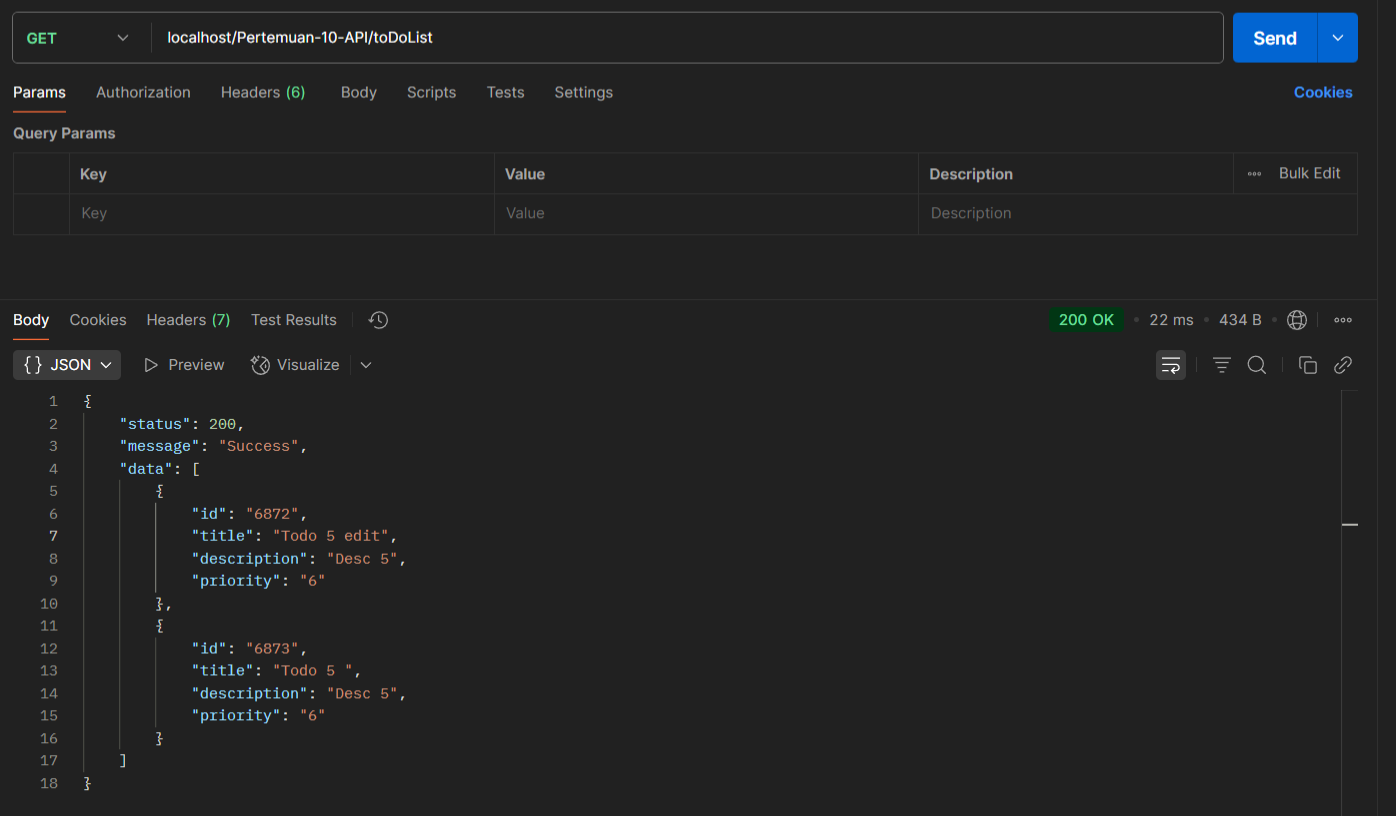 GET localhost/Pertemuan-10-API/toDoList Send
Params Authorization Headers (6) Body Scripts Tests Settings Cookies
Query Params
Key Value Description Bulk Edit
Key Value Description
Body Cookies Headers (7) Test Results 200 OK • 22 ms • 434 B •
{} JSON Preview Visualize
1 {
2 "status": 200,
3 "message": "Success",
4 "data": [
5 {
6 "id": "6872",
7 "title": "Todo 5 edit",
8 "description": "Desc 5",
9 "priority": "6"
10 },
11 {
12 "id": "6873",
13 "title": "Todo 5 ",
14 "description": "Desc 5",
15 "priority": "6"
16 }
17 ]
18 }